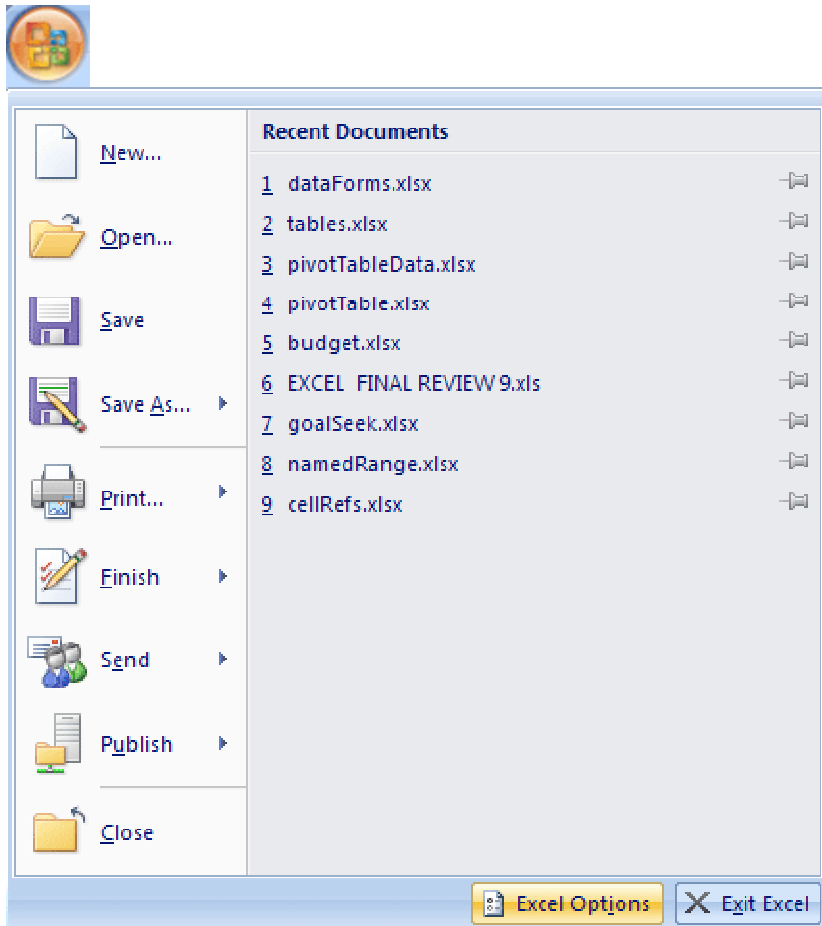 New...
Open...
Save
Save As...
Print...
Finish
Send
Publish
Close
Recent Documents
1 dataForms.xlsx
2 tables.xlsx
3 pivotTableData.xlsx
4 pivotTable.xlsx
5 budget.xlsx
6 EXCEL FINAL REVIEW 9.xls
7 goalSeek.xlsx
8 namedRange.xlsx
9 cellRefs.xlsx
Excel Options
Exit Excel